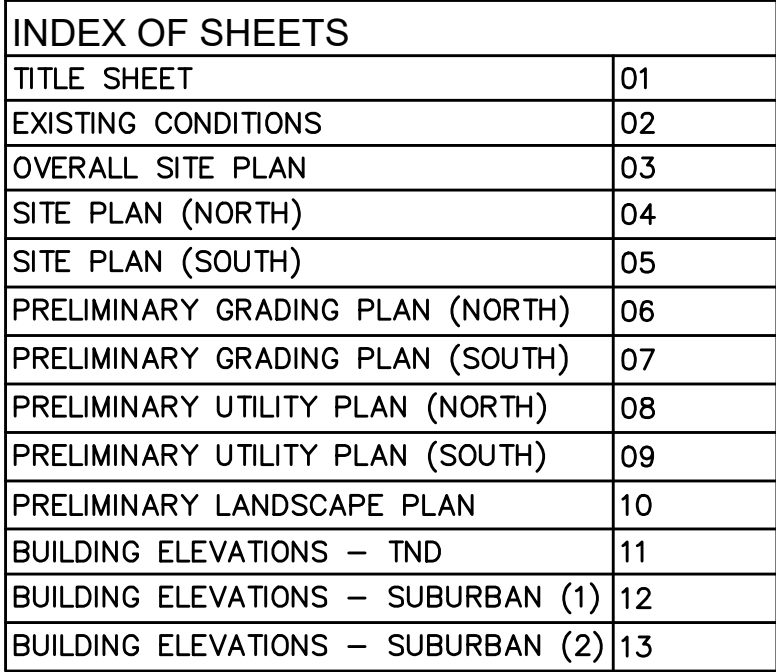 INDEX OF SHEETS
TITLE SHEET 01
EXISTING CONDITIONS 02
OVERALL SITE PLAN 03
SITE PLAN (NORTH) 04
SITE PLAN (SOUTH) 05
PRELIMINARY GRADING PLAN (NORTH) 06
PRELIMINARY GRADING PLAN (SOUTH) 07
PRELIMINARY UTILITY PLAN (NORTH) 08
PRELIMINARY UTILITY PLAN (SOUTH) 09
PRELIMINARY LANDSCAPE PLAN 10
BUILDING ELEVATIONS – TND 11
BUILDING ELEVATIONS – SUBURBAN (1) 12
BUILDING ELEVATIONS – SUBURBAN (2) 13